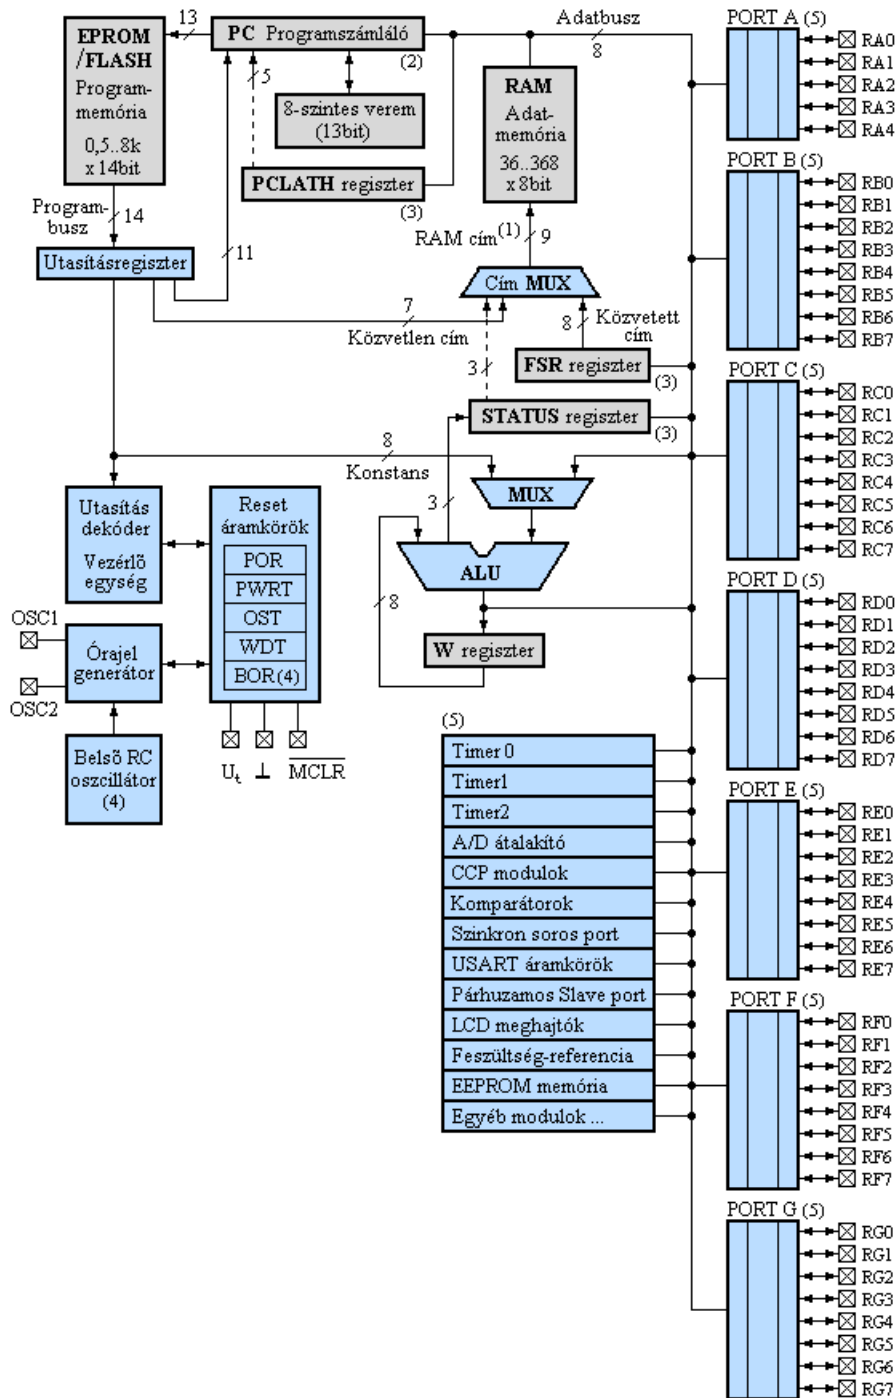 EPROM
/FLASH
Program-
memória
0,5..8k
x 14bit
13
PC Programszámláló
(2)
5
8-szintes verem
(13bit)
PCLATH regiszter
(3)
Adatbusz
8
RAM
Adat-
memória
36..368
x 8bit
RAM cím(1)
9
Program-
busz
14
Utasításregiszter
11
Cím MUX
7
Közvetlen cím
8
Közvetett
cím
3
FSR regiszter
(3)
STATUS regiszter
(3)
8
Konstans
3
MUX
ALU
8
W regiszter
Utasítás
dekóder
Vezérlő
egység
Reset
áramkörök
POR
PWRT
OST
WDT
BOR(4)
OSC1
OSC2
Órajel
generátor
Belső RC
oszcillátor
(4)
Ut
⊥
MCLR
(5)
Timer 0
Timer1
Timer2
A/D átalakító
CCP modulok
Komparátorok
Szinkron soros port
USART áramkörök
Párhuzamos Slave port
LCD meghajtók
Feszültség-referencia
EEPROM memória
Egyéb modulok ...
PORT A (5)
RA0
RA1
RA2
RA3
RA4
PORT B (5)
RB0
RB1
RB2
RB3
RB4
RB5
RB6
RB7
PORT C (5)
RC0
RC1
RC2
RC3
RC4
RC5
RC6
RC7
PORT D (5)
RD0
RD1
RD2
RD3
RD4
RD5
RD6
RD7
PORT E (5)
RE0
RE1
RE2
RE3
RE4
RE5
RE6
RE7
PORT F (5)
RF0
RF1
RF2
RF3
RF4
RF5
RF6
RF7
PORT G (5)
RG0
RG1
RG2
RG3
RG4
RG5
RG6
RG7